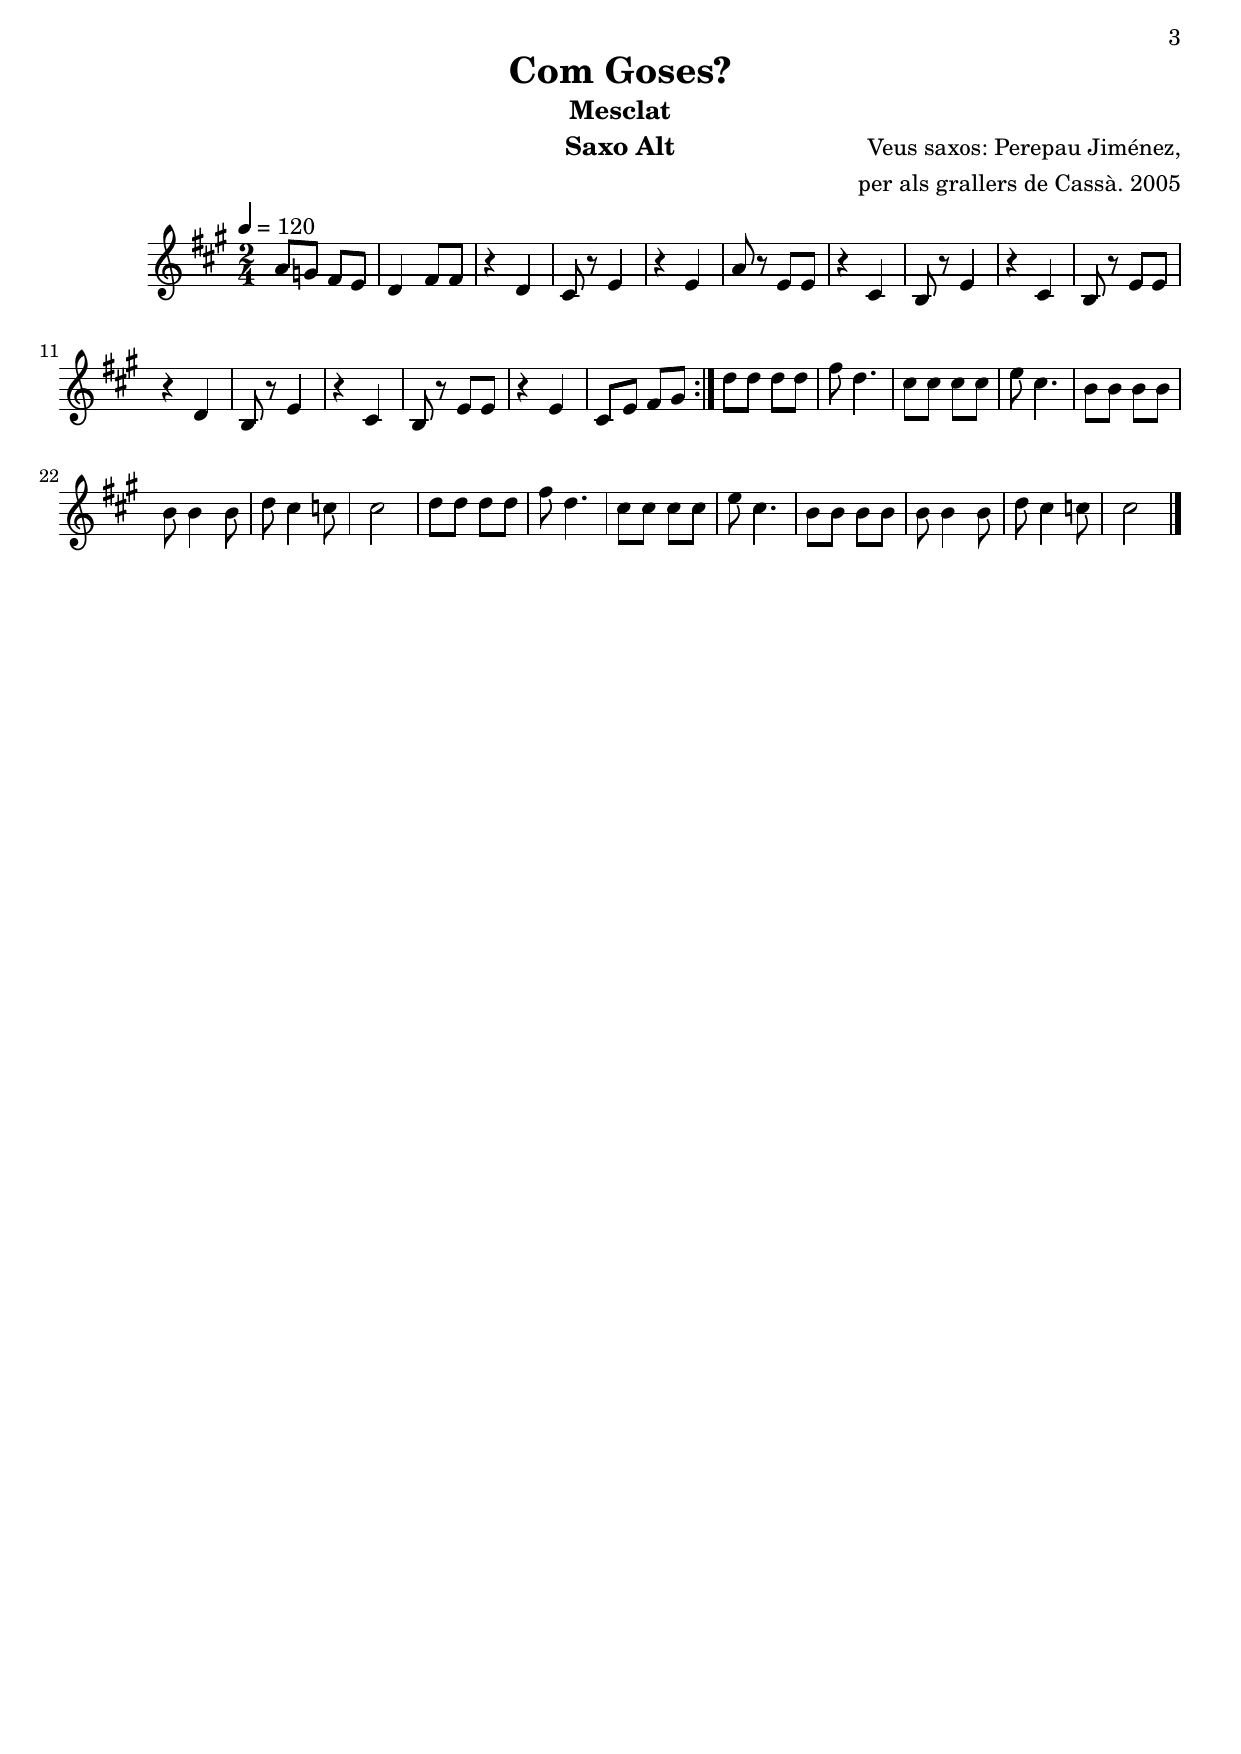 3
Com Goses?
Mesclat
Saxo Alt
Veus saxos: Perepau Jiménez,
per als grallers de Cassà. 2005
= 120
2
4
11
22